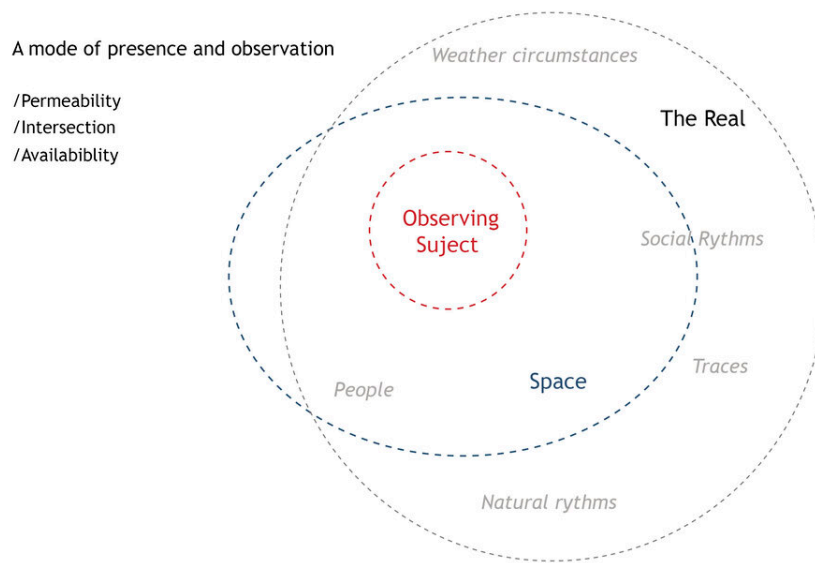 A mode of presence and observation
/Permeability
/Intersection
/Availabiblity
Weather circumstances
The Real
Observing
Suject
Social Rythms
Traces
Space
People
Natural rythms